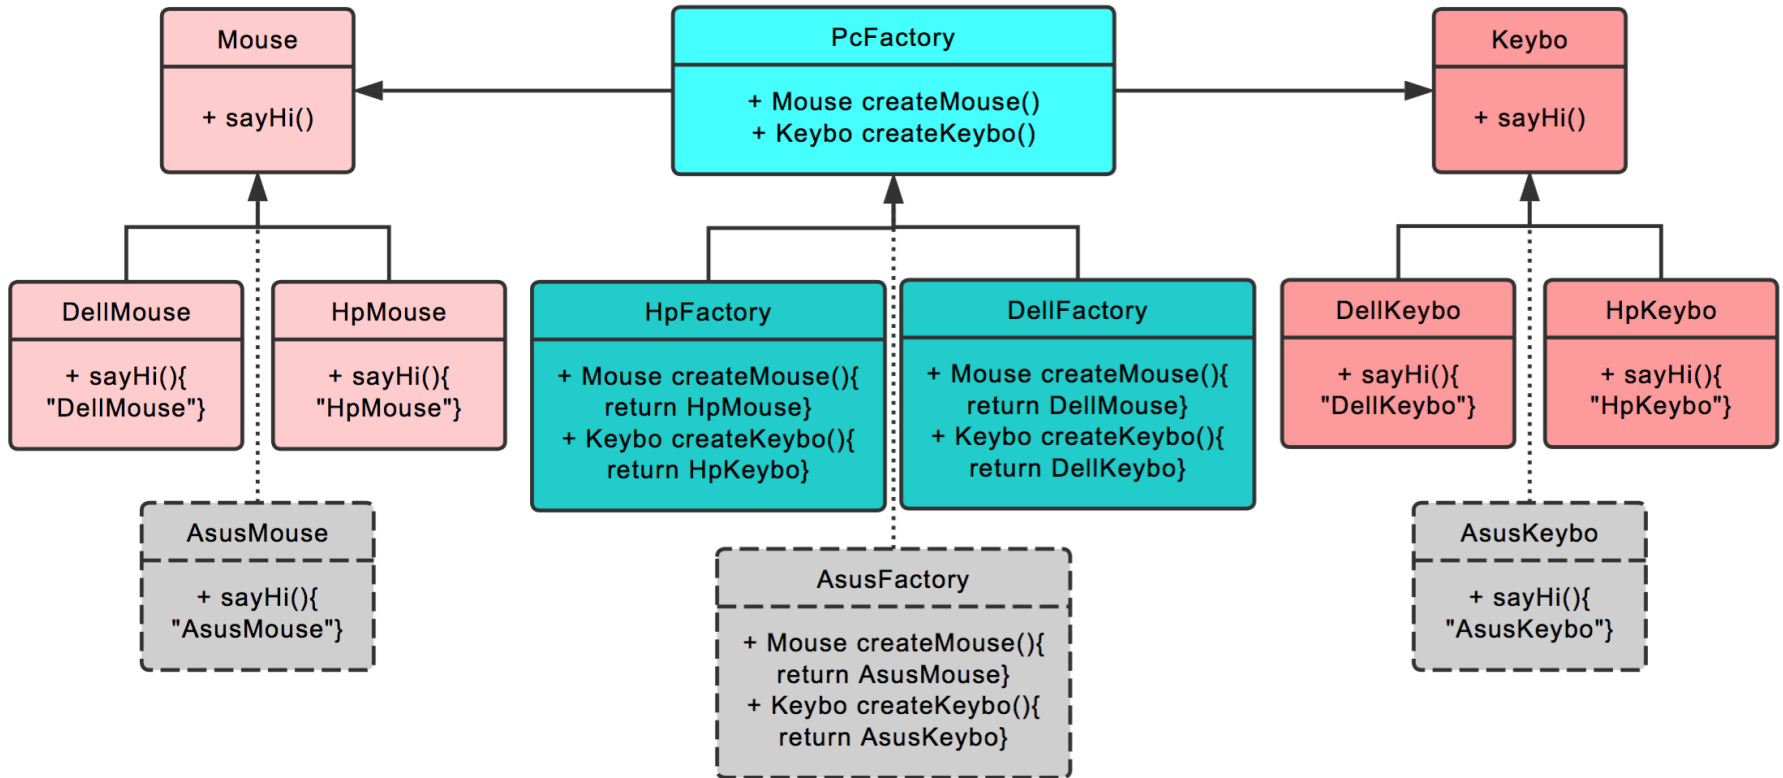 Mouse
+ sayHi()
PcFactory
+ Mouse createMouse()
+ Keybo createKeybo()
Keybo
+ sayHi()
DellMouse
+ sayHi(){
"DellMouse"}
HpMouse
+ sayHi(){
"HpMouse"}
HpFactory
+ Mouse createMouse(){
return HpMouse}
+ Keybo createKeybo(){
return HpKeybo}
DellFactory
+ Mouse createMouse(){
return DellMouse}
+ Keybo createKeybo(){
return DellKeybo}
DellKeybo
+ sayHi(){
"DellKeybo"}
HpKeybo
+ sayHi(){
"HpKeybo"}
AsusMouse
+ sayHi(){
"AsusMouse"}
AsusFactory
+ Mouse createMouse(){
return AsusMouse}
+ Keybo createKeybo(){
return AsusKeybo}
AsusKeybo
+ sayHi(){
"AsusKeybo"}